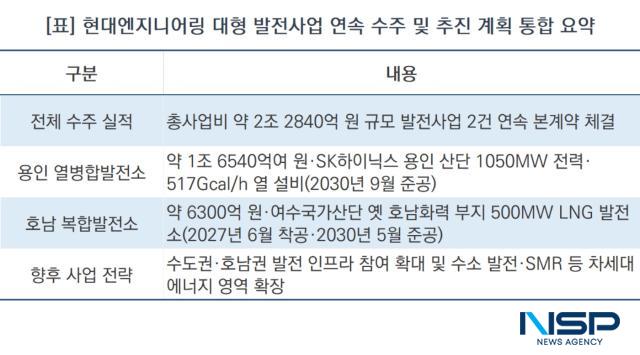 [표] 현대엔지니어링 대형 발전사업 연속 수주 및 추진 계획 통합 요약
구분 내용
전체 수주 실적 총사업비 약 2조 2840억 원 규모 발전사업 2건 연속 본계약 체결
용인 열병합발전소 약 1조 6540억여 원·SK하이닉스 용인 산단 1050MW 전력·
517Gcal/h 열 설비(2030년 9월 준공)
호남 복합발전소 약 6300억 원·여수국가산단 옛 호남화력 부지 500MW LNG 발전
소(2027년 6월 착공·2030년 5월 준공)
향후 사업 전략 수도권·호남권 발전 인프라 참여 확대 및 수소 발전·SMR 등 차세대
에너지 영역 확장
NSP
NEWS AGENCY